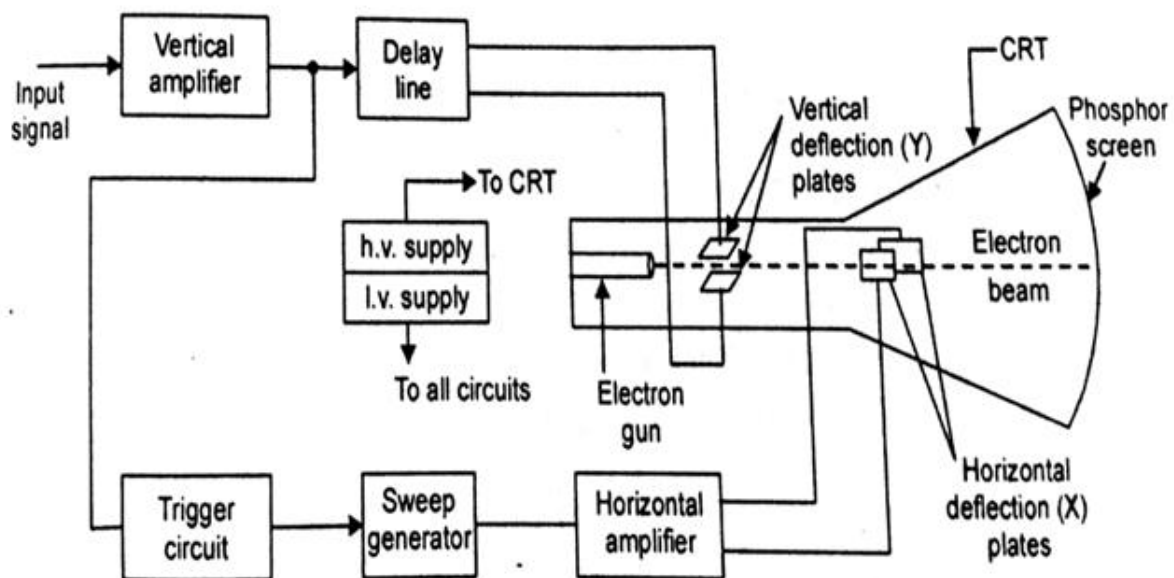 Input
signal
Vertical
amplifier
Delay
line
CRT
Phosphor
screen
Vertical
deflection (Y)
plates
To CRT
h.v. supply
l.v. supply
To all circuits
Electron
gun
Electron
beam
Horizontal
deflection (X)
plates
Trigger
circuit
Sweep
generator
Horizontal
amplifier